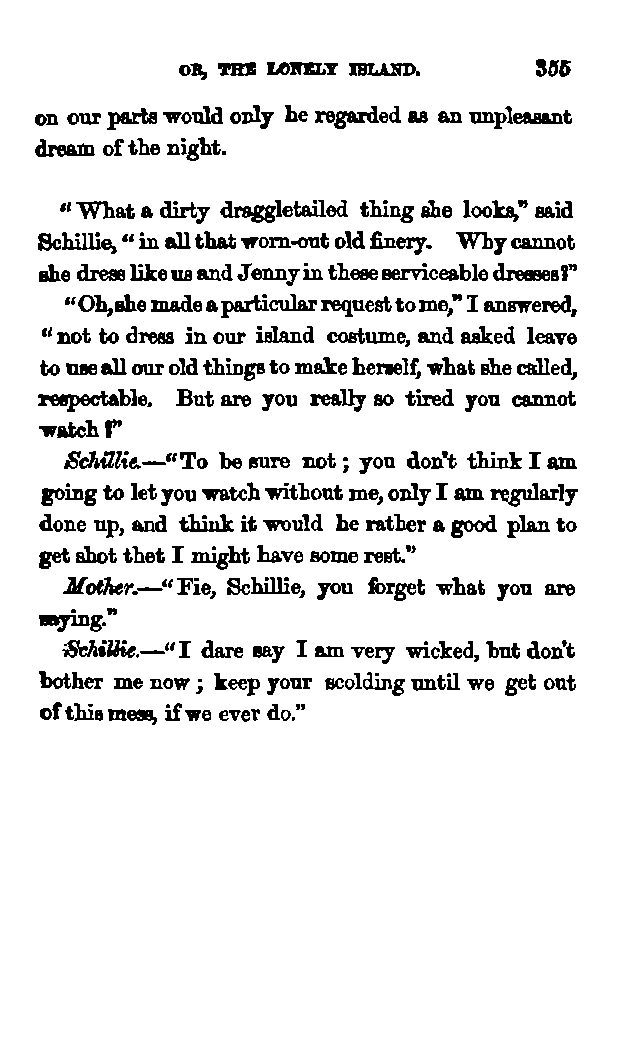 OR, THE LONELY ISLAND. 355
on our parts would only be regarded as an unpleasant
dream of the night.
"What a dirty draggletailed thing she looks," said
Schillie, "in all that worn-out old finery. Why cannot
she dress like us and Jenny in these serviceable dresses?"
"Oh, she made a particular request to me," I answered,
"not to dress in our island costume, and asked leave
to use all our old things to make herself, what she called,
respectable. But are you really so tired you cannot
watch?"
Schillie.—"To be sure not; you don't think I am
going to let you watch without me, only I am regularly
done up, and think it would be rather a good plan to
get shot thet I might have some rest."
Mother.—"Fie, Schillie, you forget what you are
saying."
Schillie.—"I dare say I am very wicked, but don't
bother me now; keep your scolding until we get out
of this mess, if we ever do."